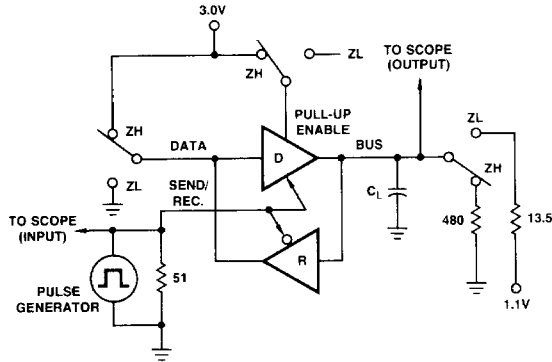 3.0V
ZH
ZL
TO SCOPE
(OUTPUT)
ZH
DATA
PULL-UP
ENABLE
D
BUS
ZL
ZH
ZL
SEND/
REC.
CL
TO SCOPE
(INPUT)
R
480
13.5
51
PULSE
GENERATOR
1.1V